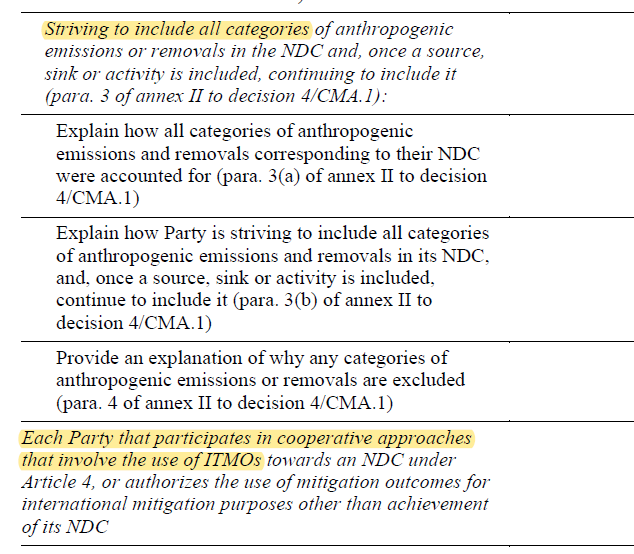 Striving to include all categories of anthropogenic
emissions or removals in the NDC and, once a source,
sink or activity is included, continuing to include it
(para. 3 of annex II to decision 4/CMA.1):
Explain how all categories of anthropogenic
emissions and removals corresponding to their NDC
were accounted for (para. 3(a) of annex II to decision
4/CMA.1)
Explain how Party is striving to include all categories
of anthropogenic emissions and removals in its NDC,
and, once a source, sink or activity is included,
continue to include it (para. 3(b) of annex II to
decision 4/CMA.1)
Provide an explanation of why any categories of
anthropogenic emissions or removals are excluded
(para. 4 of annex II to decision 4/CMA.1)
Each Party that participates in cooperative approaches
that involve the use of ITMOs towards an NDC under
Article 4, or authorizes the use of mitigation outcomes for
international mitigation purposes other than achievement
of its NDC